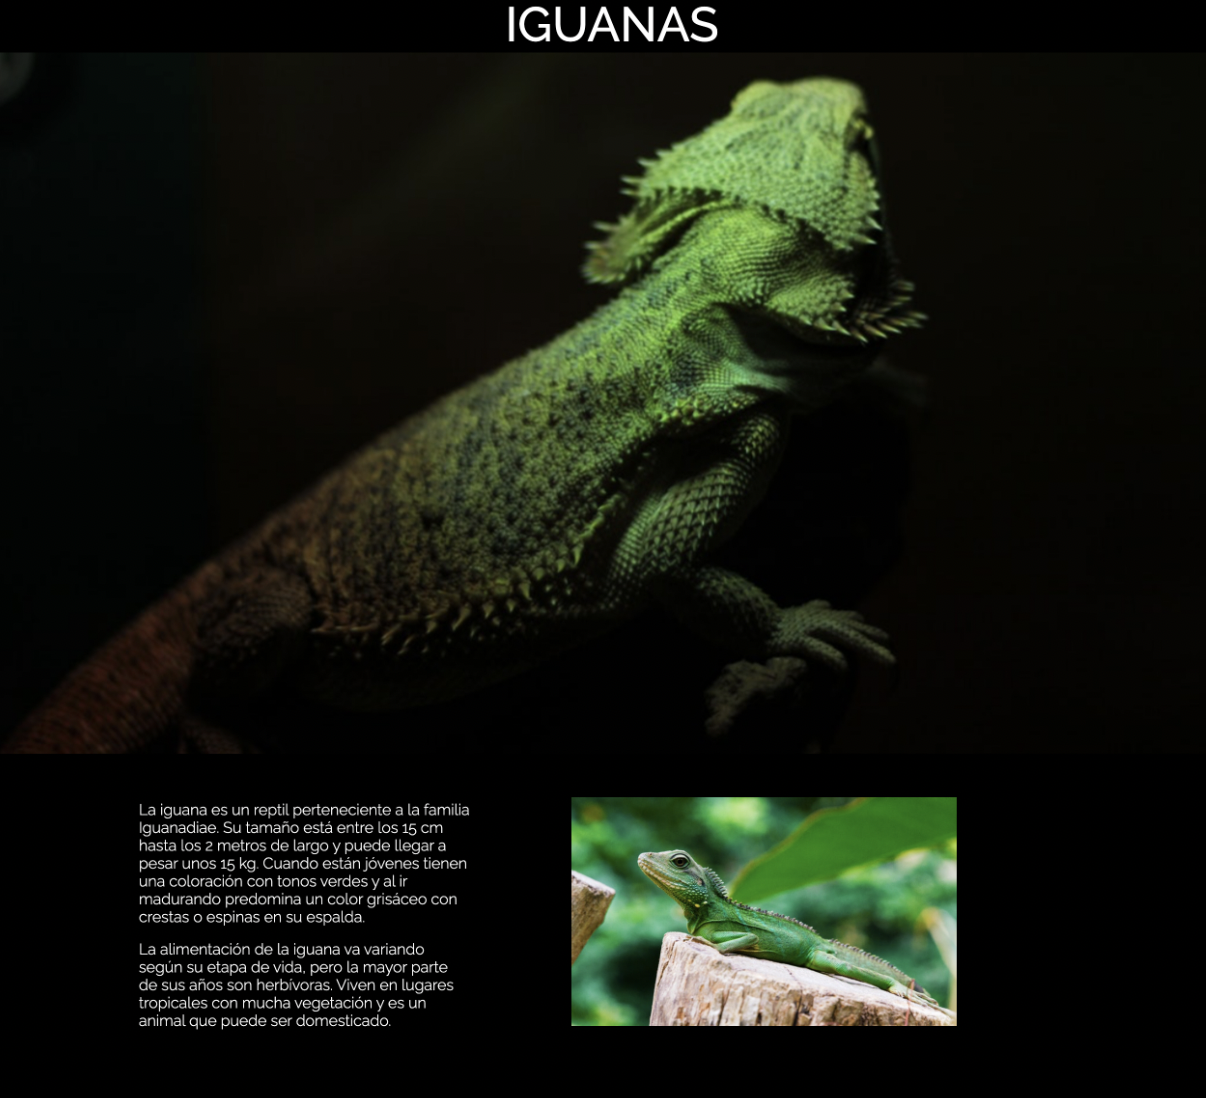 IGUANAS
La iguana es un reptil perteneciente a la familia
Iguanadiae. Su tamaño está entre los 15 cm
hasta los 2 metros de largo y puede llegar a
pesar unos 15 kg. Cuando están jóvenes tienen
una coloración con tonos verdes y al ir
madurando predomina un color grisáceo con
crestas o espinas en su espalda.
La alimentación de la iguana va variando
según su etapa de vida, pero la mayor parte
de sus años son herbívoras. Viven en lugares
tropicales con mucha vegetación y es un
animal que puede ser domesticado.